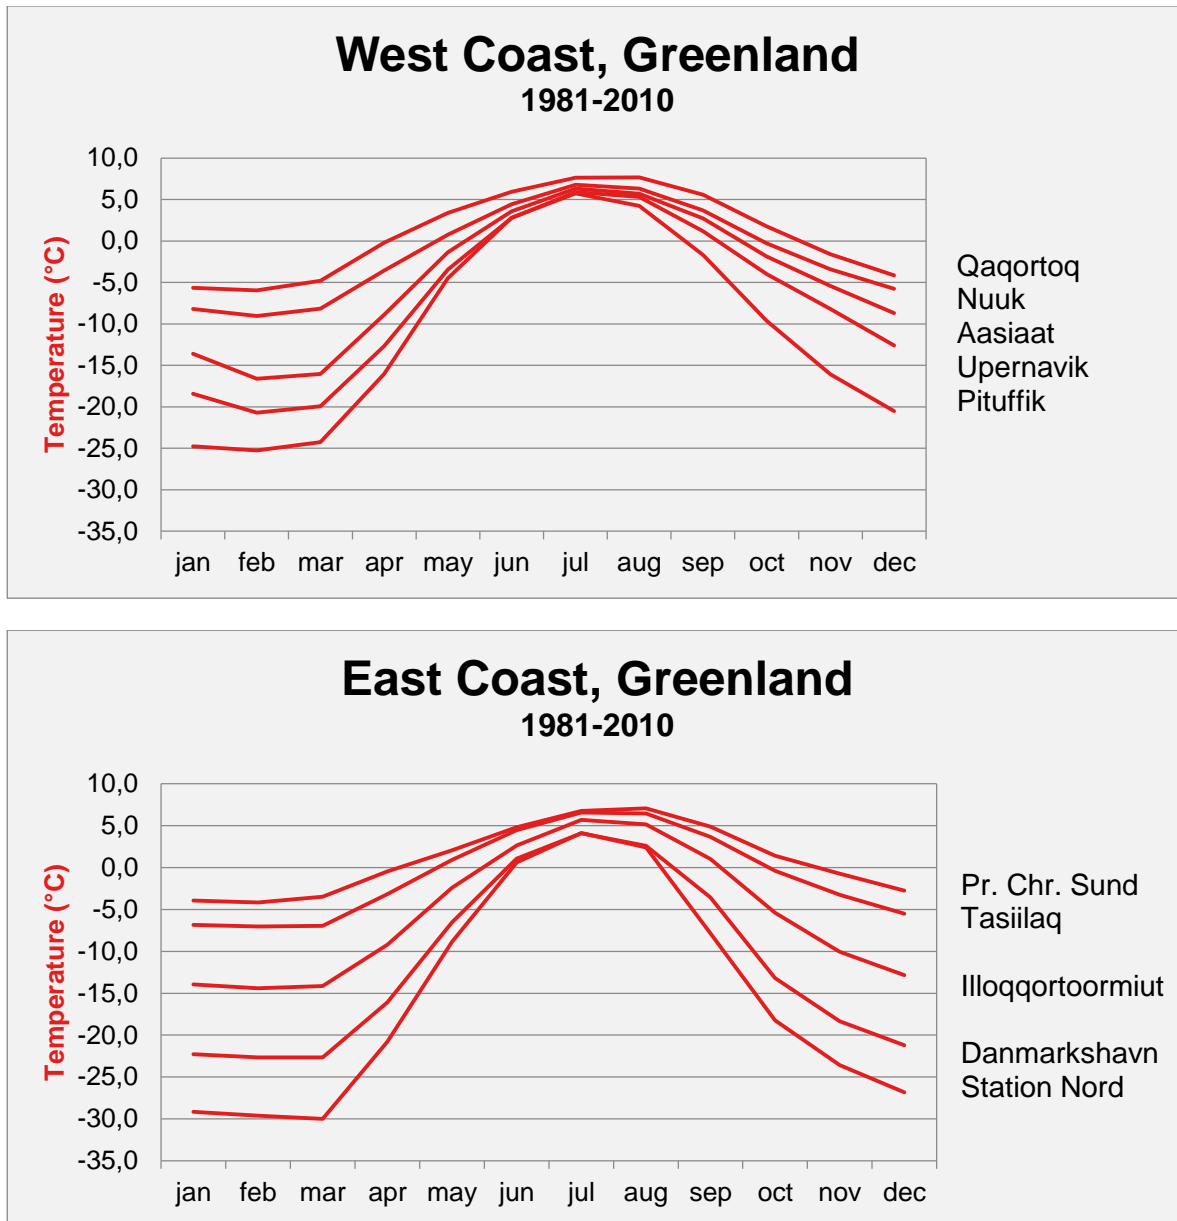 West Coast, Greenland
1981-2010
Temperature (°C)
10,0
5,0
0,0
-5,0
-10,0
-15,0
-20,0
-25,0
-30,0
-35,0
jan feb mar apr may jun jul aug sep oct nov dec
Qaqortoq
Nuuk
Aasiaat
Upernavik
Pituffik
East Coast, Greenland
1981-2010
Temperature (°C)
10,0
5,0
0,0
-5,0
-10,0
-15,0
-20,0
-25,0
-30,0
-35,0
jan feb mar apr may jun jul aug sep oct nov dec
Pr. Chr. Sund
Tasiilaq
Illoqqortoormiut
Danmarkshavn
Station Nord